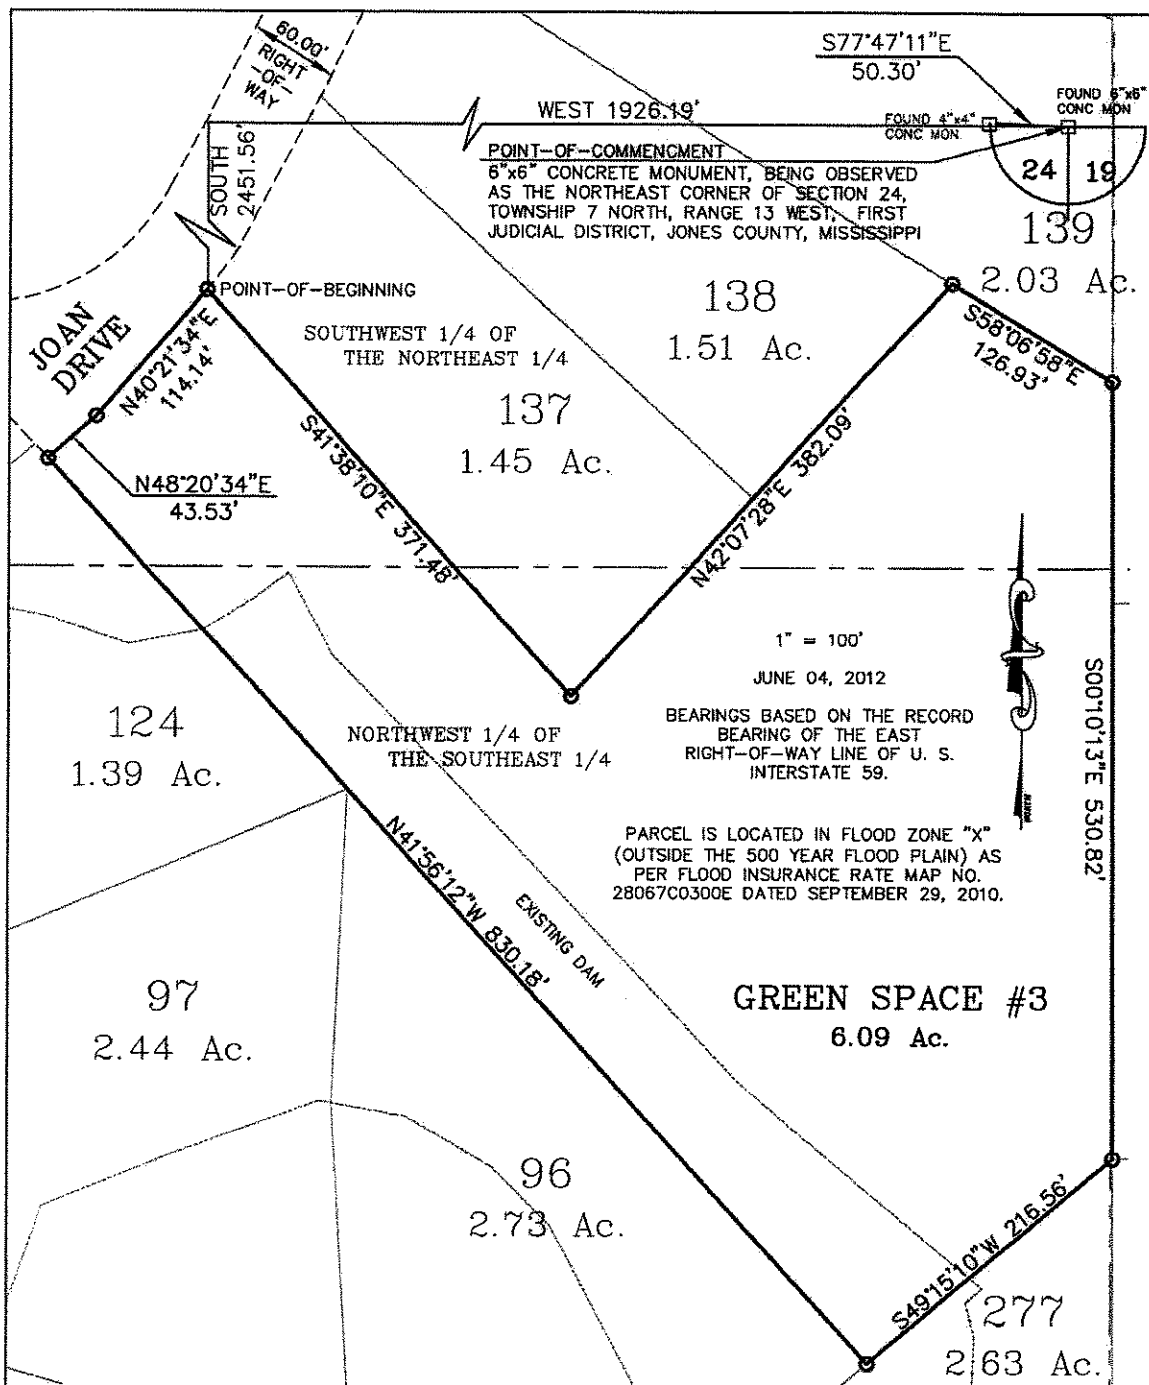 60.00'
RIGHT
-OF-
WAY
S77°47'11"E
50.30'
FOUND 6"x6"
CONC MON
WEST 1926.19'
FOUND 4"x4"
CONC MON.
SOUTH
2451.56'
POINT-OF-COMMENCMENT
6"x6" CONCRETE MONUMENT, BEING OBSERVED
AS THE NORTHEAST CORNER OF SECTION 24,
TOWNSHIP 7 NORTH, RANGE 13 WEST, FIRST
JUDICIAL DISTRICT, JONES COUNTY, MISSISSIPPI
24
19
139
2.03 Ac.
POINT-OF-BEGINNING
138
1.51 Ac.
S58°06'58"E
126.93'
JOAN
DRIVE
N40°21'34"E
114.14'
SOUTHWEST 1/4 OF
THE NORTHEAST 1/4
137
1.45 Ac.
S41°38'10"E 371.48'
N42°07'28"E 382.09'
N48°20'34"E
43.53'
1" = 100'
JUNE 04, 2012
BEARINGS BASED ON THE RECORD
BEARING OF THE EAST
RIGHT-OF-WAY LINE OF U. S.
INTERSTATE 59.
S00°10'13"E 530.82'
124
1.39 Ac.
NORTHWEST 1/4 OF
THE SOUTHEAST 1/4
PARCEL IS LOCATED IN FLOOD ZONE "X"
(OUTSIDE THE 500 YEAR FLOOD PLAIN) AS
PER FLOOD INSURANCE RATE MAP NO.
28067C0300E DATED SEPTEMBER 29, 2010.
N41°56'12"W 830.18'
EXISTING DAM
97
2.44 Ac.
GREEN SPACE #3
6.09 Ac.
96
2.73 Ac.
S49°15'10"W 216.56'
277
2.63 Ac.